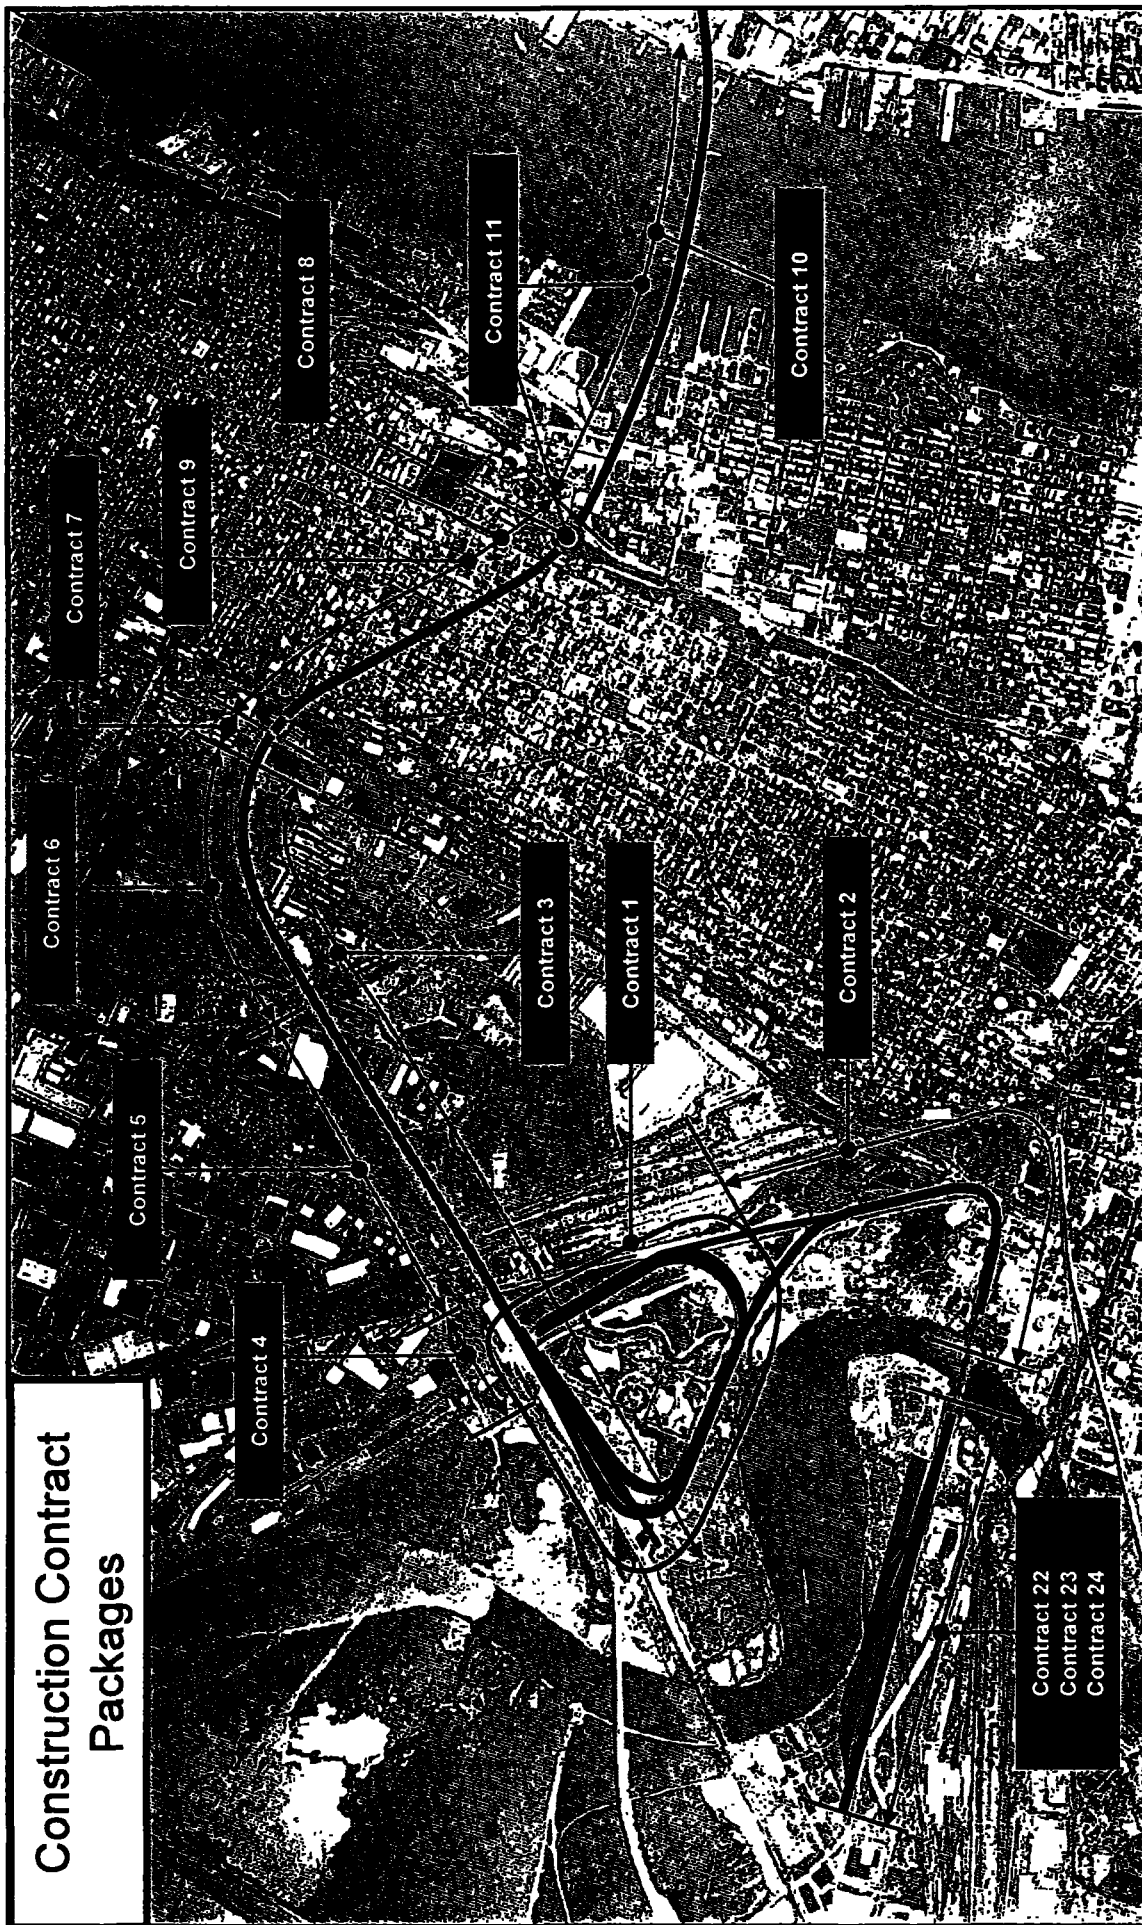 Construction Contract
Packages
Contract 4
Contract 5
Contract 6
Contract 7
Contract 9
Contract 8
Contract 11
Contract 10
Contract 3
Contract 1
Contract 2
Contract 22
Contract 23
Contract 24